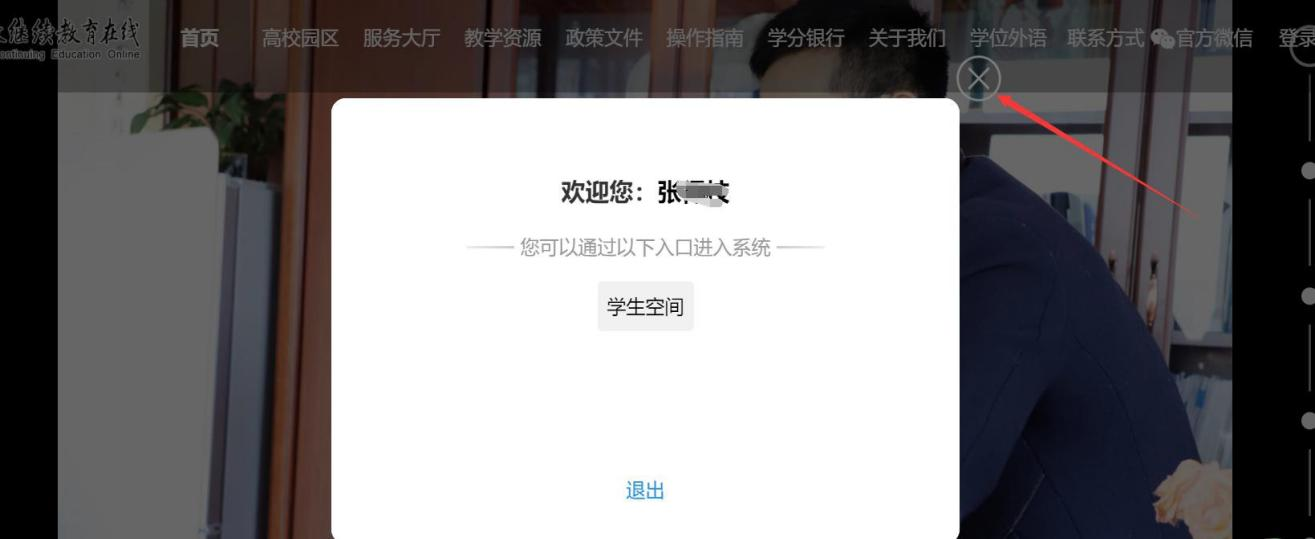 继续教育在线
Continuing Education Online
首页 高校园区 服务大厅 教学资源 政策文件 操作指南 学分银行 关于我们 学位外语 联系方式 官方微信 登录
欢迎您：张
您可以通过以下入口进入系统
学生空间
退出